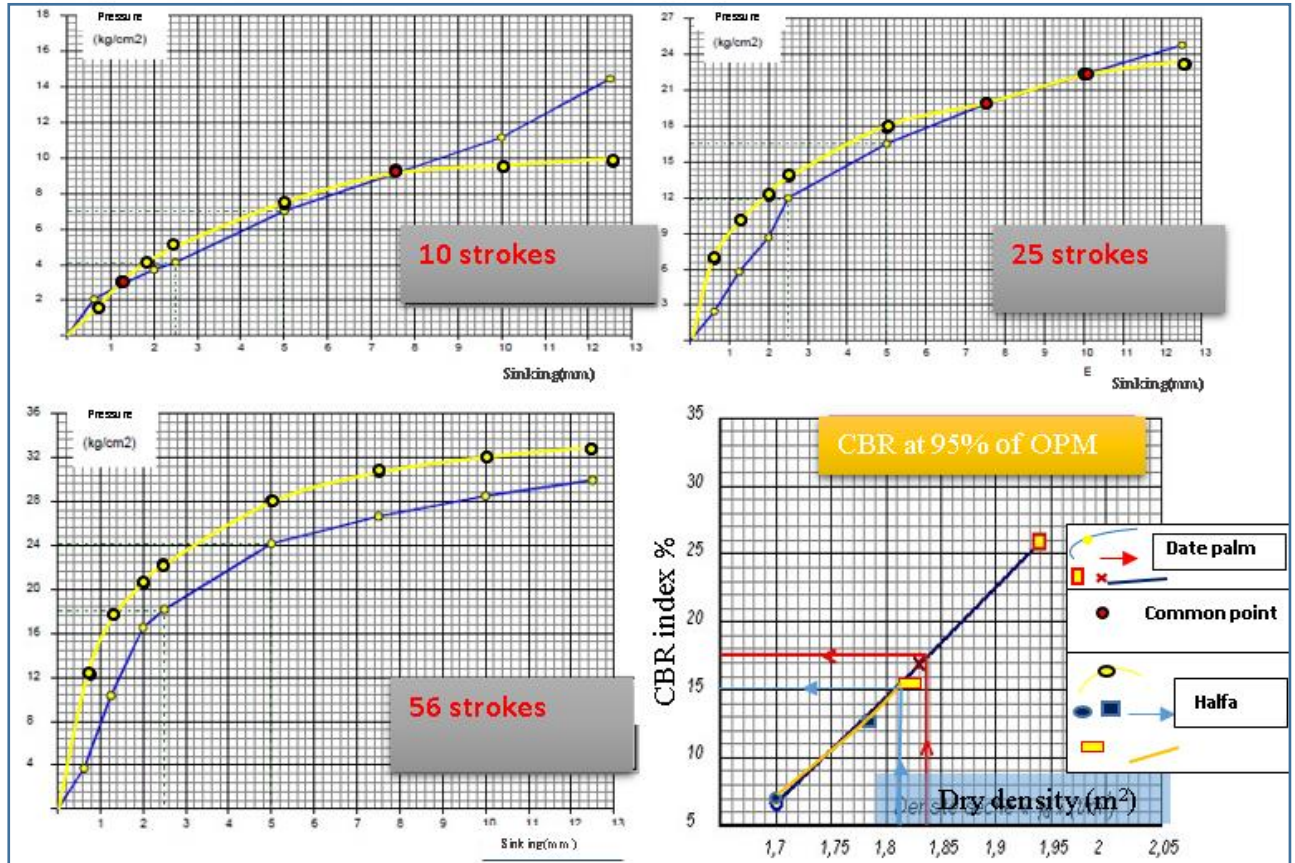 Pressure
(kg/cm2)
18
16
14
12
10
8
6
4
2
1 2 3 4 5 6 7 8 9 10 11 12 13
Sinking(mm)
10 strokes
Pressure
(kg/cm2)
27
24
21
18
15
12
9
6
3
1 2 3 4 5 6 7 8 9 10 11 12 13
E
Sinking(mm)
25 strokes
Pressure
(kg/cm2)
36
32
28
24
20
16
12
8
4
1 2 3 4 5 6 7 8 9 10 11 12 13
Sinking(mm)
56 strokes
CBR at 95% of OPM
CBR index %
35
30
25
20
15
10
5
Dry density (m²)
1,7 1,75 1,8 1,85 1,9 1,95 2 2,05
Date palm
Common point
Halfa